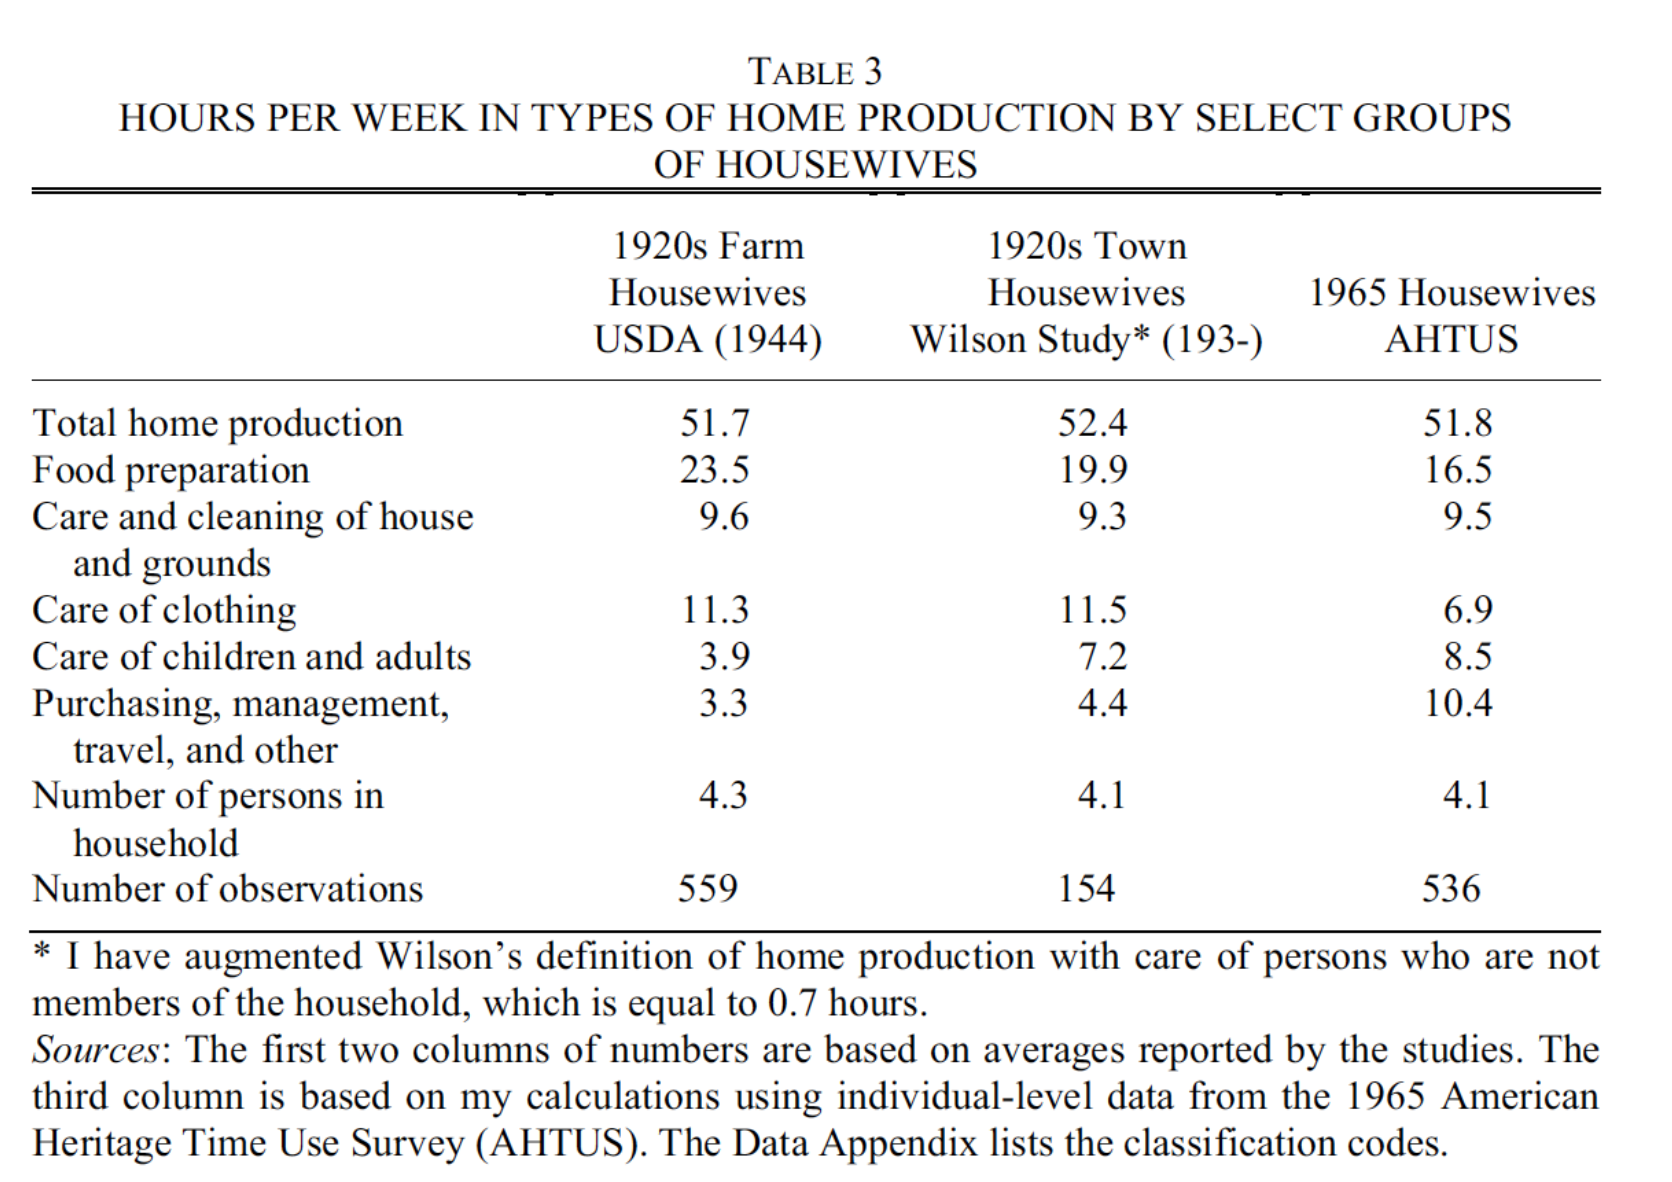 TABLE 3
HOURS PER WEEK IN TYPES OF HOME PRODUCTION BY SELECT GROUPS
OF HOUSEWIVES
1920s Farm Housewives USDA (1944)
1920s Town Housewives Wilson Study* (193-)
1965 Housewives AHTUS
Total home production 51.7 52.4 51.8
Food preparation 23.5 19.9 16.5
Care and cleaning of house 9.6 9.3 9.5
and grounds
Care of clothing 11.3 11.5 6.9
Care of children and adults 3.9 7.2 8.5
Purchasing, management, 3.3 4.4 10.4
travel, and other
Number of persons in 4.3 4.1 4.1
household
Number of observations 559 154 536
* I have augmented Wilson's definition of home production with care of persons who are not
members of the household, which is equal to 0.7 hours.
Sources: The first two columns of numbers are based on averages reported by the studies. The
third column is based on my calculations using individual-level data from the 1965 American
Heritage Time Use Survey (AHTUS). The Data Appendix lists the classification codes.